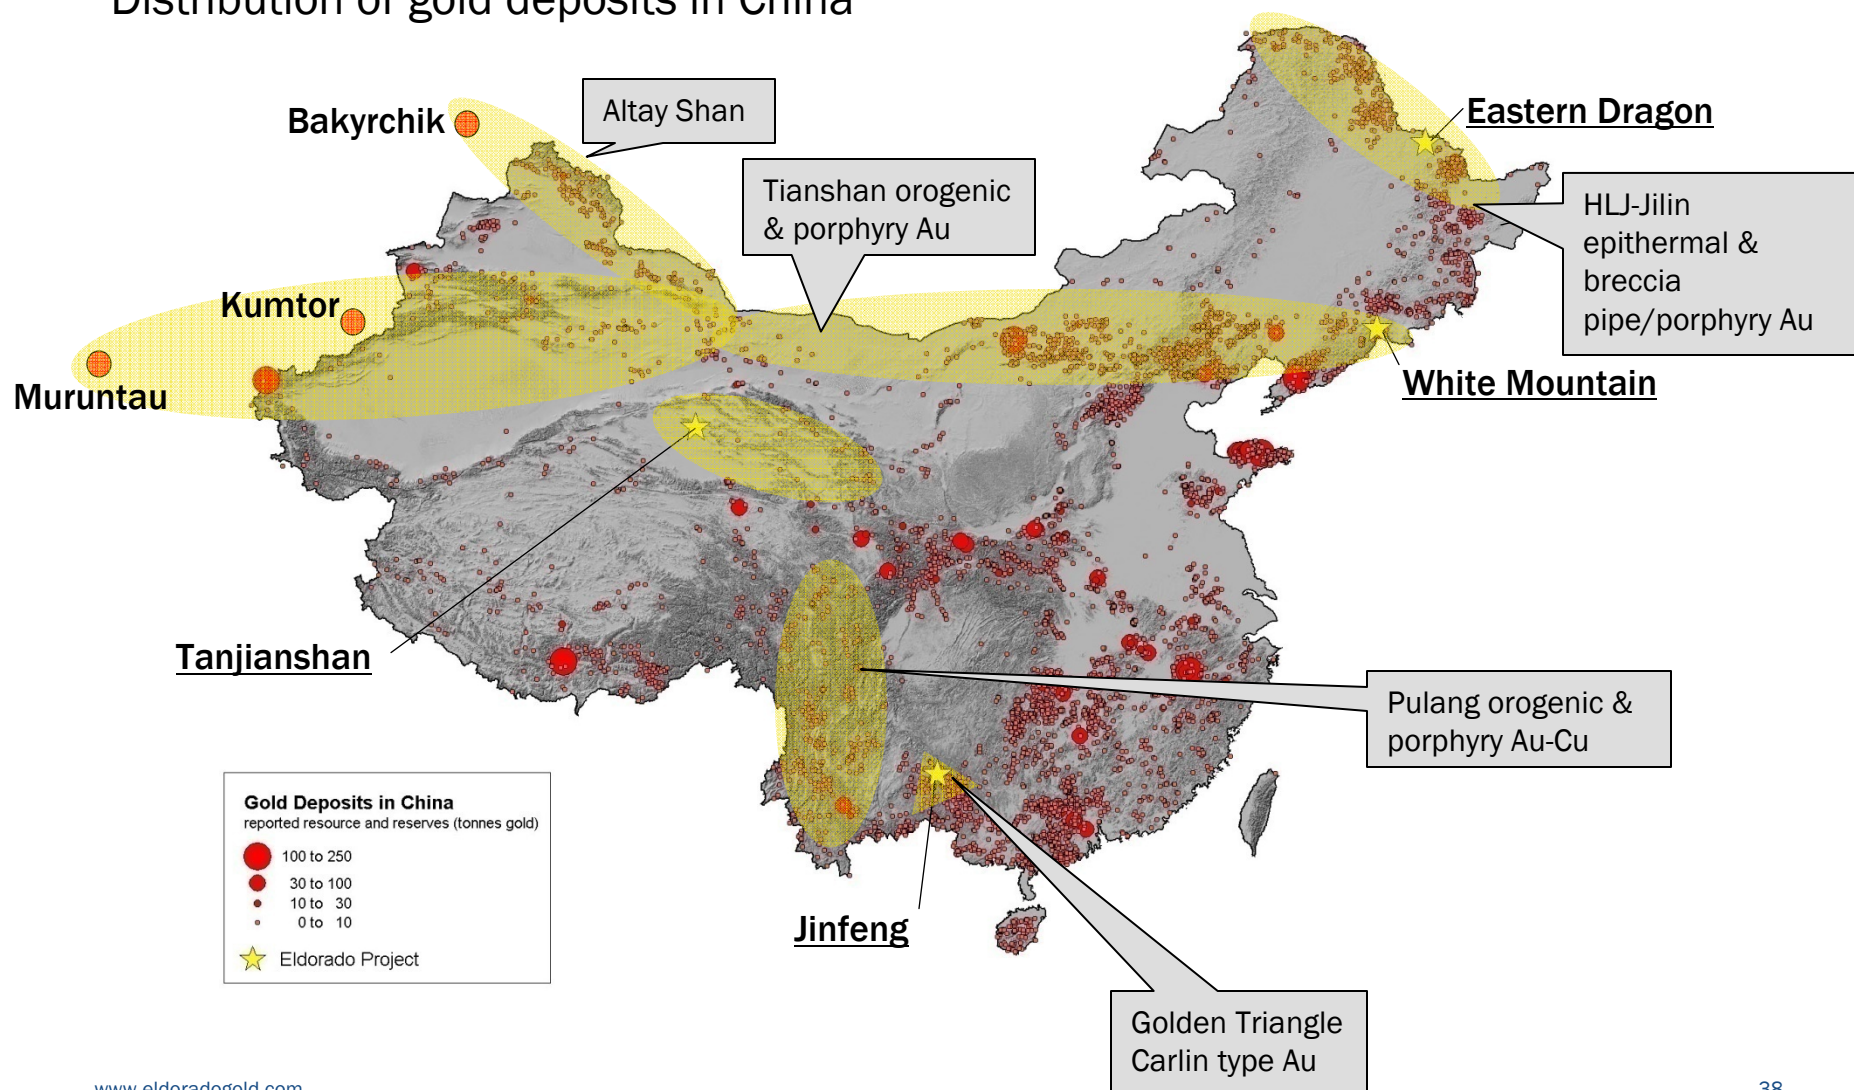 Distribution of gold deposits in China
Bakyrchik
Altay Shan
Eastern Dragon
Tianshan orogenic
& porphyry Au
HLJ-Jilin
epithermal &
breccia
pipe/porphyry Au
Kumtor
Muruntau
White Mountain
Tanjianshan
Pulang orogenic &
porphyry Au-Cu
Gold Deposits in China
reported resource and reserves (tonnes gold)
100 to 250
30 to 100
10 to 30
0 to 10
Eldorado Project
Jinfeng
Golden Triangle
Carlin type Au
www.eldoradogold.com
38